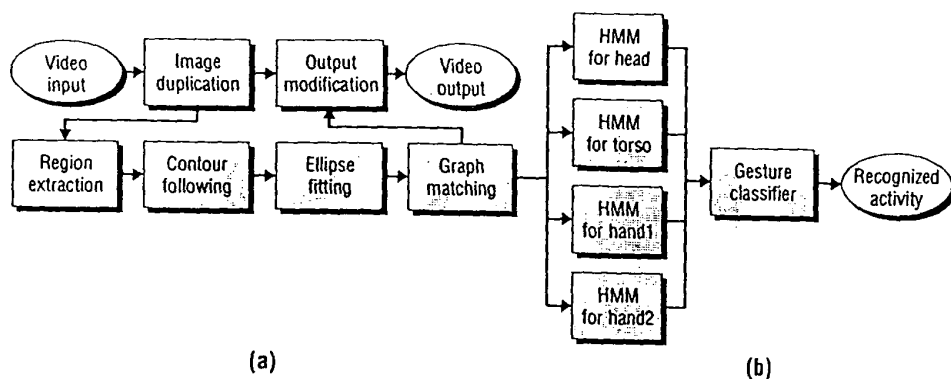 Video
input
Image
duplication
Output
modification
Video
output
Region
extraction
Contour
following
Ellipse
fitting
Graph
matching
HMM
for head
HMM
for torso
HMM
for hand1
HMM
for hand2
Gesture
classifier
Recognized
activity
(a)
(b)